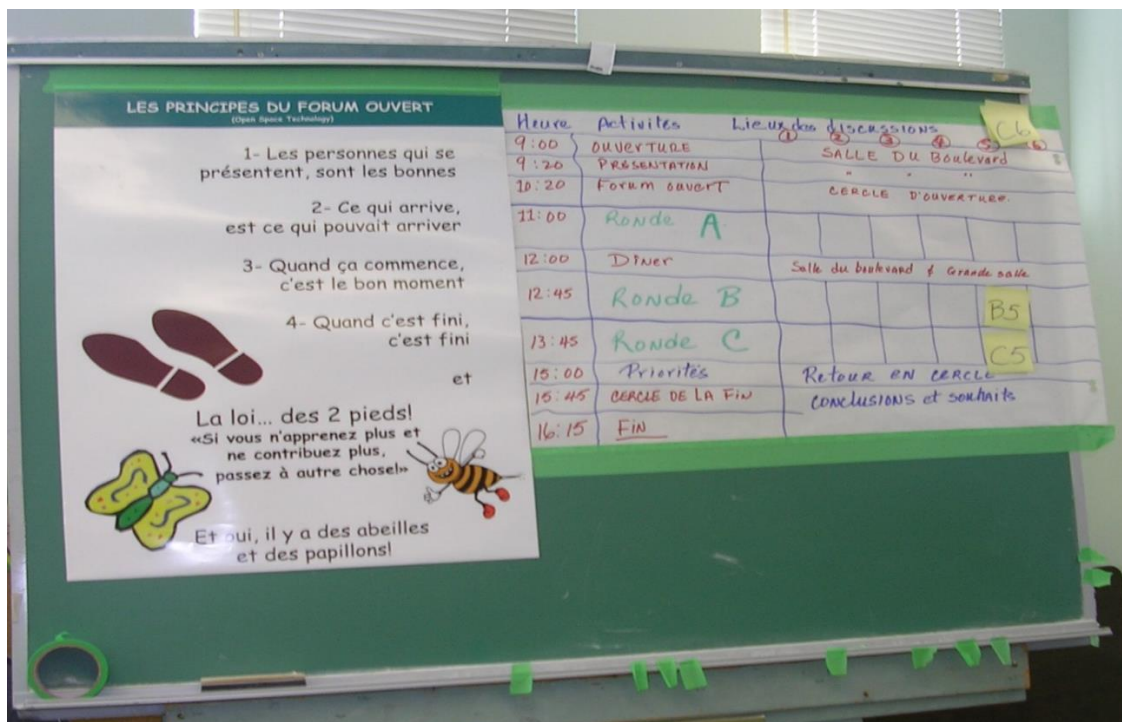 LES PRINCIPES DU FORUM OUVERT
(Open Space Technology)
1- Les personnes qui se
présentent, sont les bonnes
2- Ce qui arrive,
est ce qui pouvait arriver
3- Quand ça commence,
c'est le bon moment
4- Quand c'est fini,
c'est fini
et
La loi... des 2 pieds!
«Si vous n'apprenez plus et
ne contribuez plus,
passez à autre chose!»
Et oui, il y a des abeilles
et des papillons!
Heure Activités Lieux des discussions C6
1 2 3 4 5 6
9:00 OUVERTURE SALLE DU Boulevard
9:20 PRÉSENTATION " " "
10:20 Forum ouvert CERCLE D'OUVERTURE.
11:00 Ronde A
12:00 Dîner Salle du boulevard & Grande salle
12:45 Ronde B B5
13:45 Ronde C C5
15:00 Priorités Retour en cercle
15:45 CERCLE DE LA FIN CONCLUSIONS et souhaits
16:15 FIN